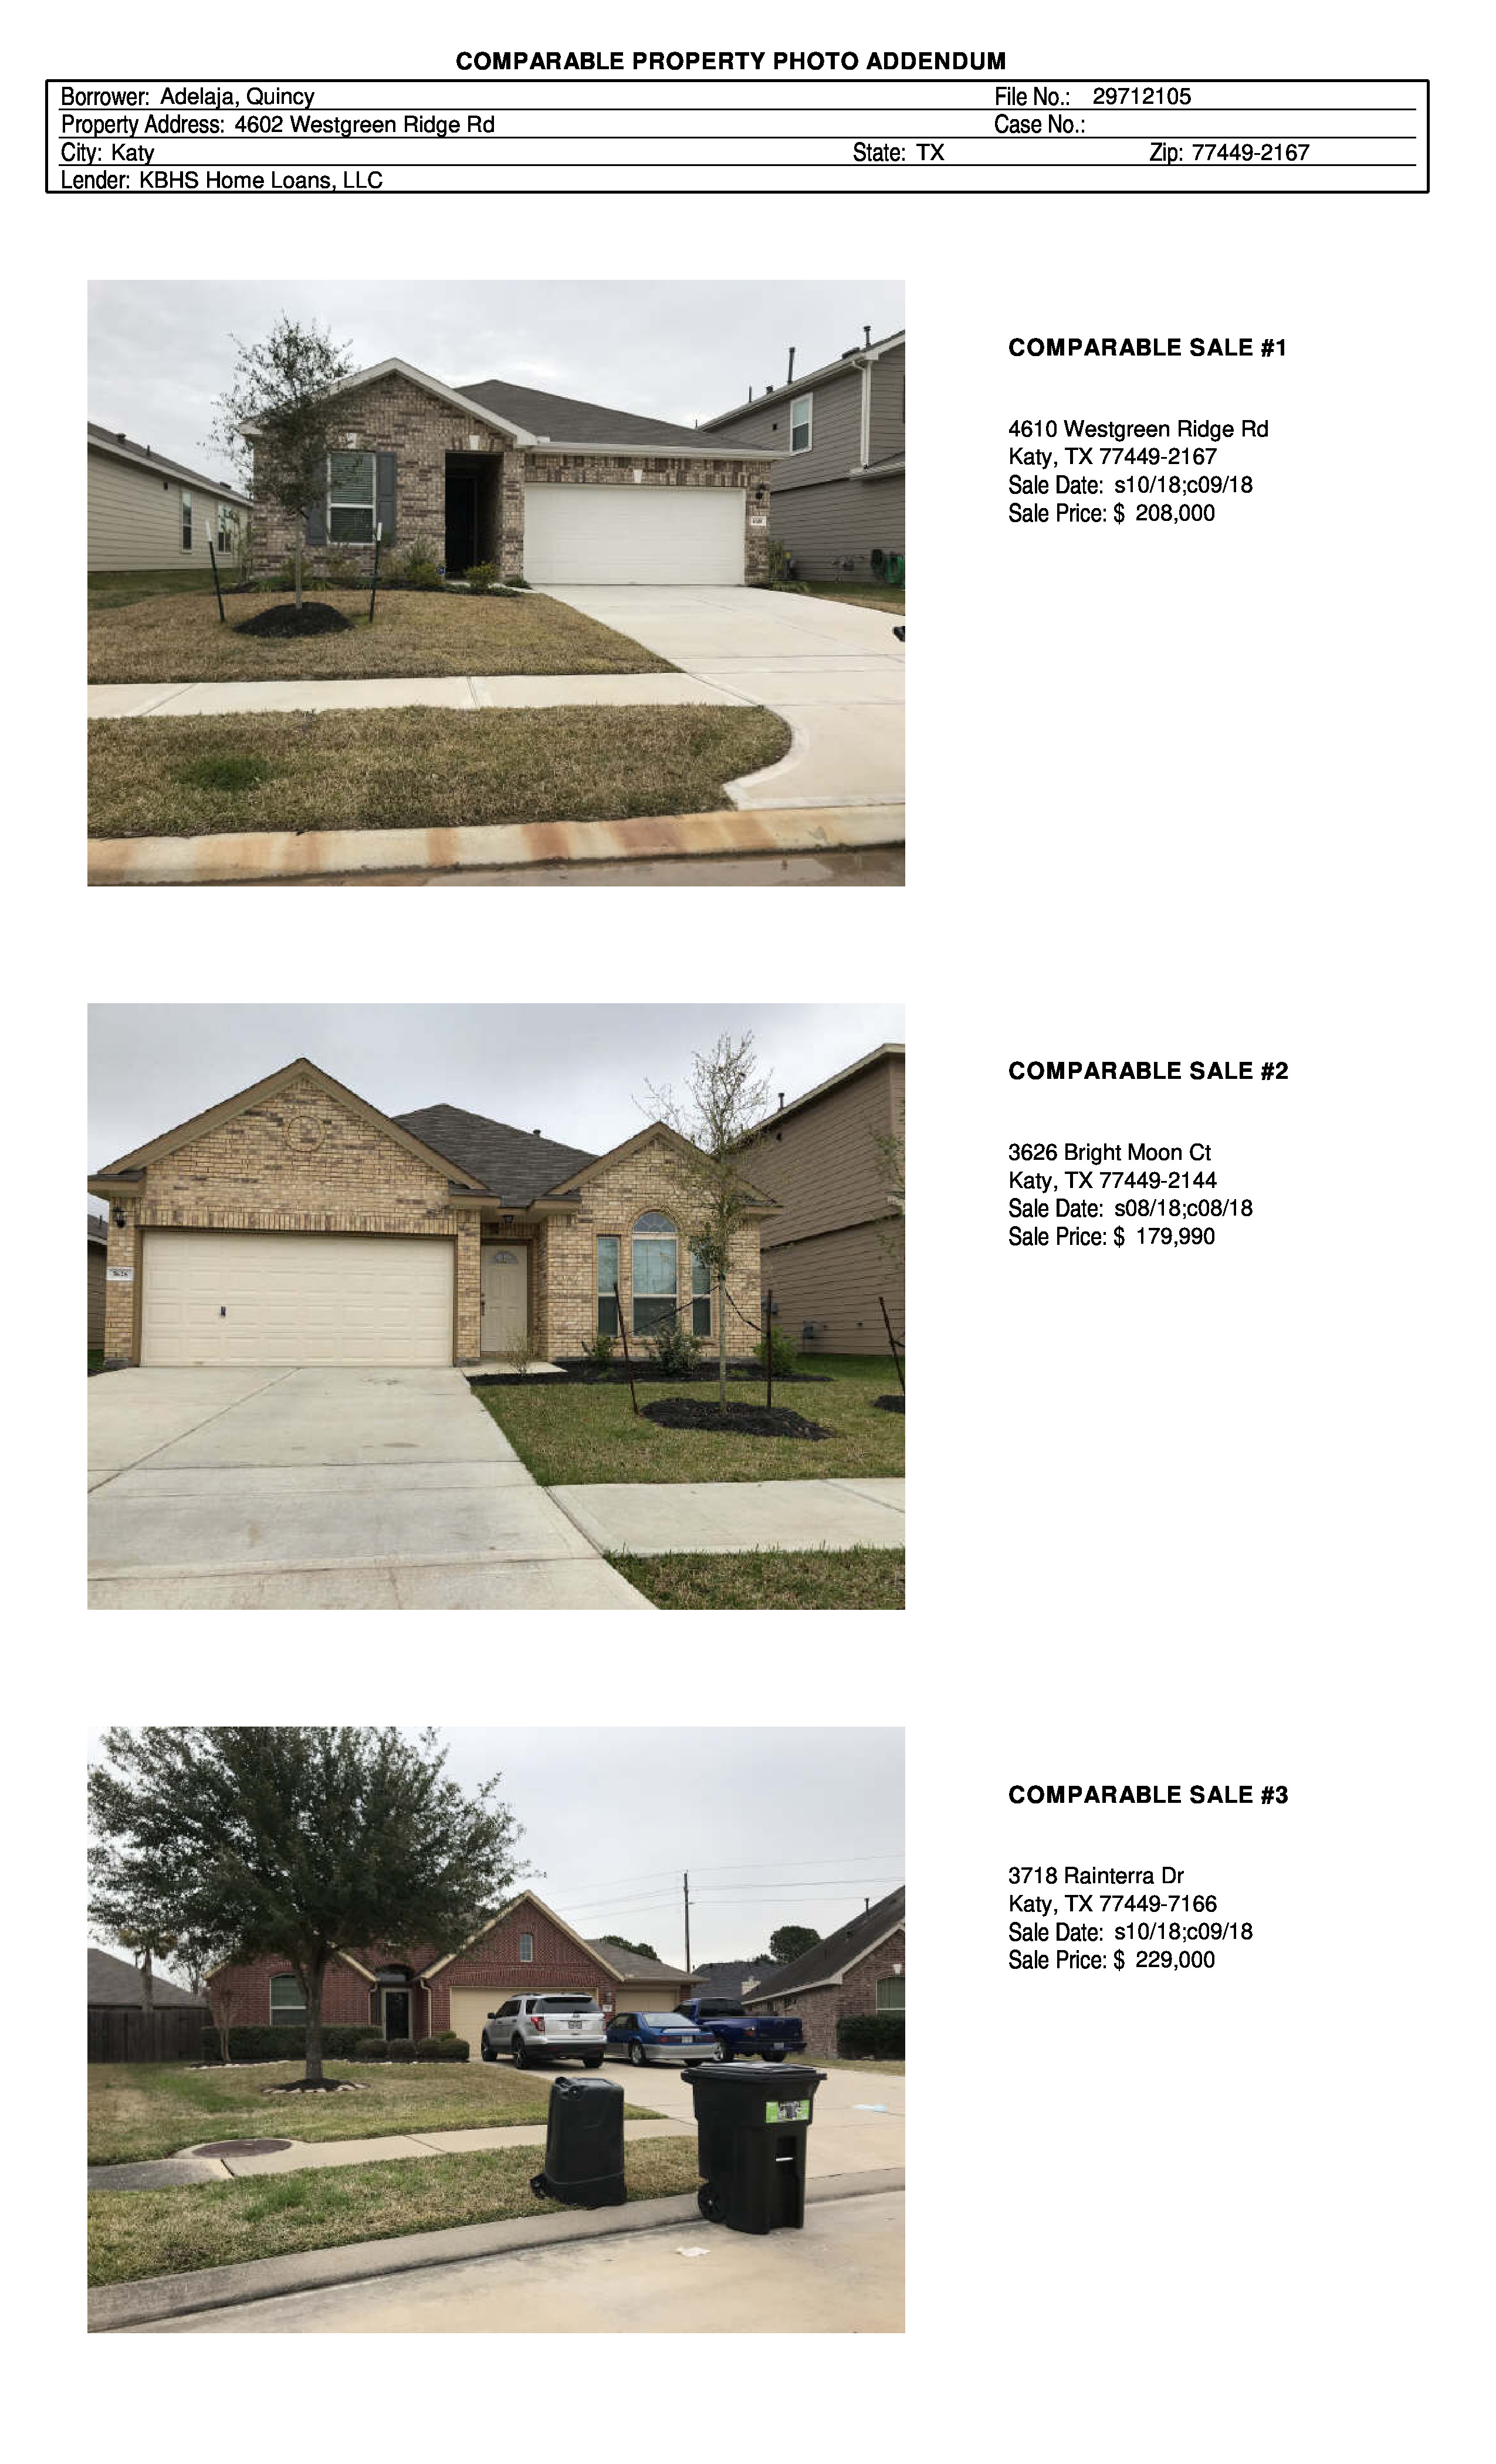 COMPARABLE PROPERTY PHOTO ADDENDUM
Borrower: Adelaja, Quincy File No.: 29712105
Property Address: 4602 Westgreen Ridge Rd Case No.:
City: Katy State: TX Zip: 77449-2167
Lender: KBHS Home Loans, LLC
COMPARABLE SALE #1
4610 Westgreen Ridge Rd
Katy, TX 77449-2167
Sale Date: s10/18;c09/18
Sale Price: $ 208,000
COMPARABLE SALE #2
3626 Bright Moon Ct
Katy, TX 77449-2144
Sale Date: s08/18;c08/18
Sale Price: $ 179,990
3626
COMPARABLE SALE #3
3718 Rainterra Dr
Katy, TX 77449-7166
Sale Date: s10/18;c09/18
Sale Price: $ 229,000